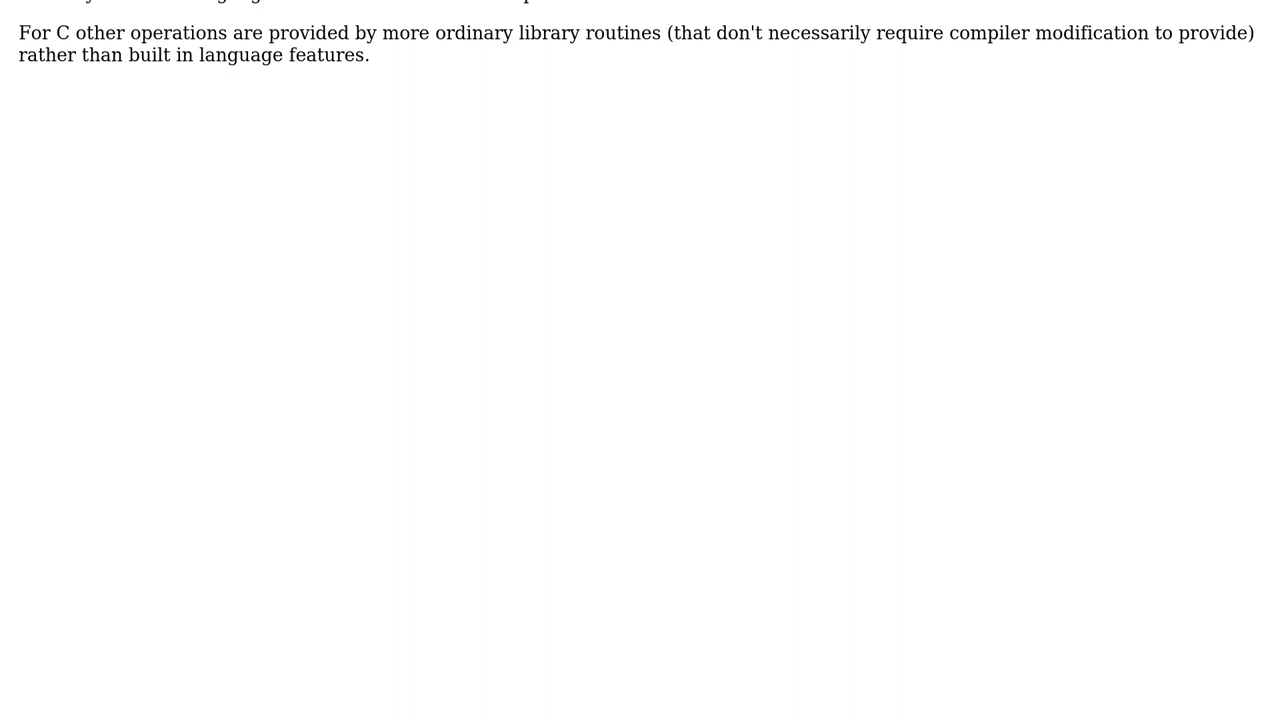 For C other operations are provided by more ordinary library routines (that don't necessarily require compiler modification to provide)
rather than built in language features.